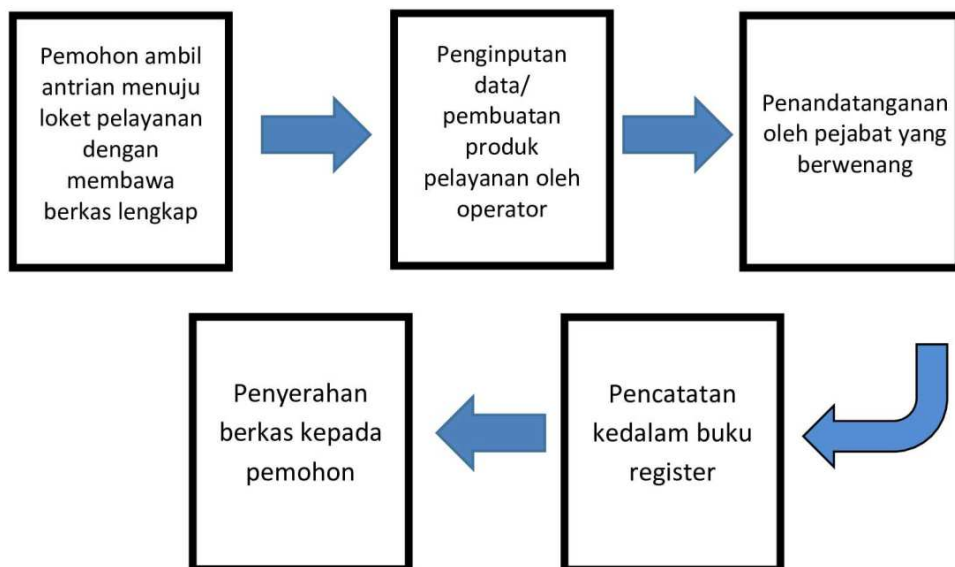 Pemohon ambil
antrian menuju
loket pelayanan
dengan
membawa
berkas lengkap
Penginputan
data/
pembuatan
produk
pelayanan oleh
operator
Penandatanganan
oleh pejabat yang
berwenang
Pencatatan
kedalam buku
register
Penyerahan
berkas kepada
pemohon